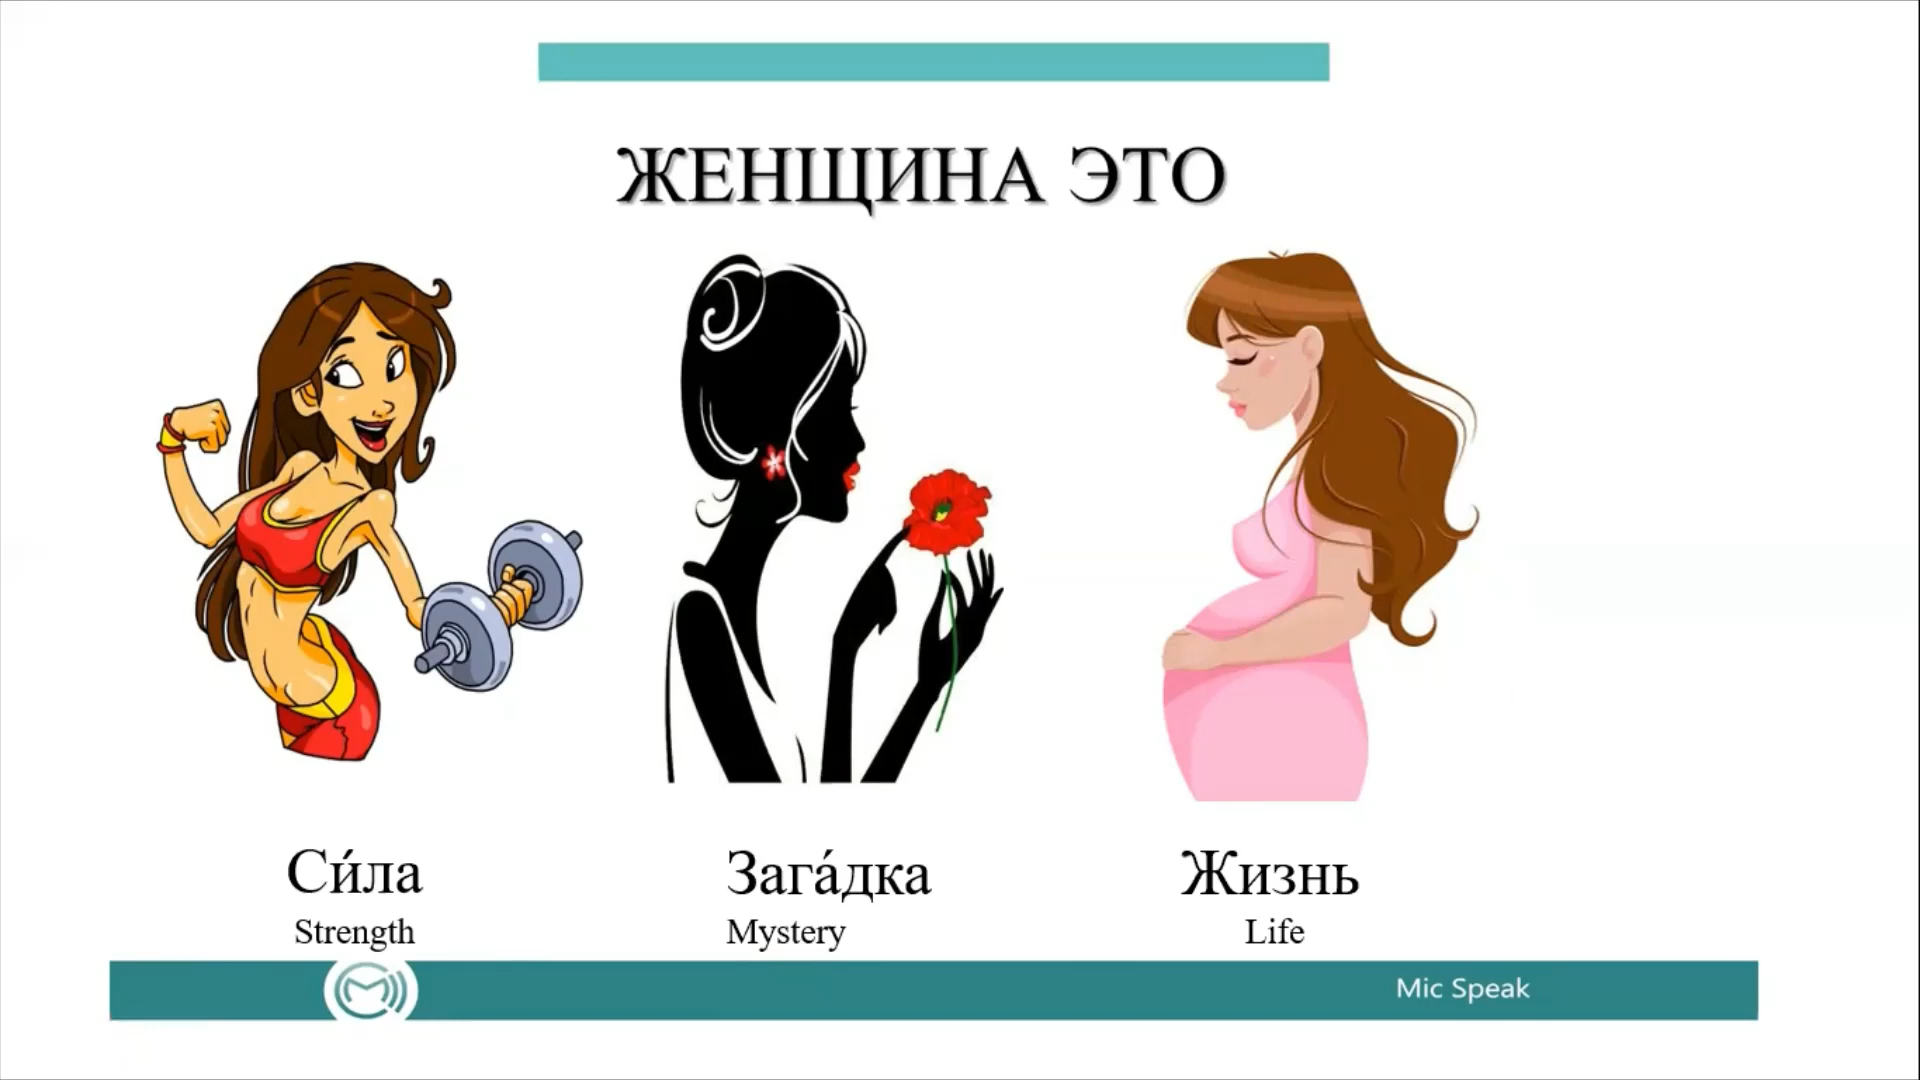 ЖЕНЩИНА ЭТО
Си́ла
Зага́дка
Жизнь
Strength
Mystery
Life
Mic Speak